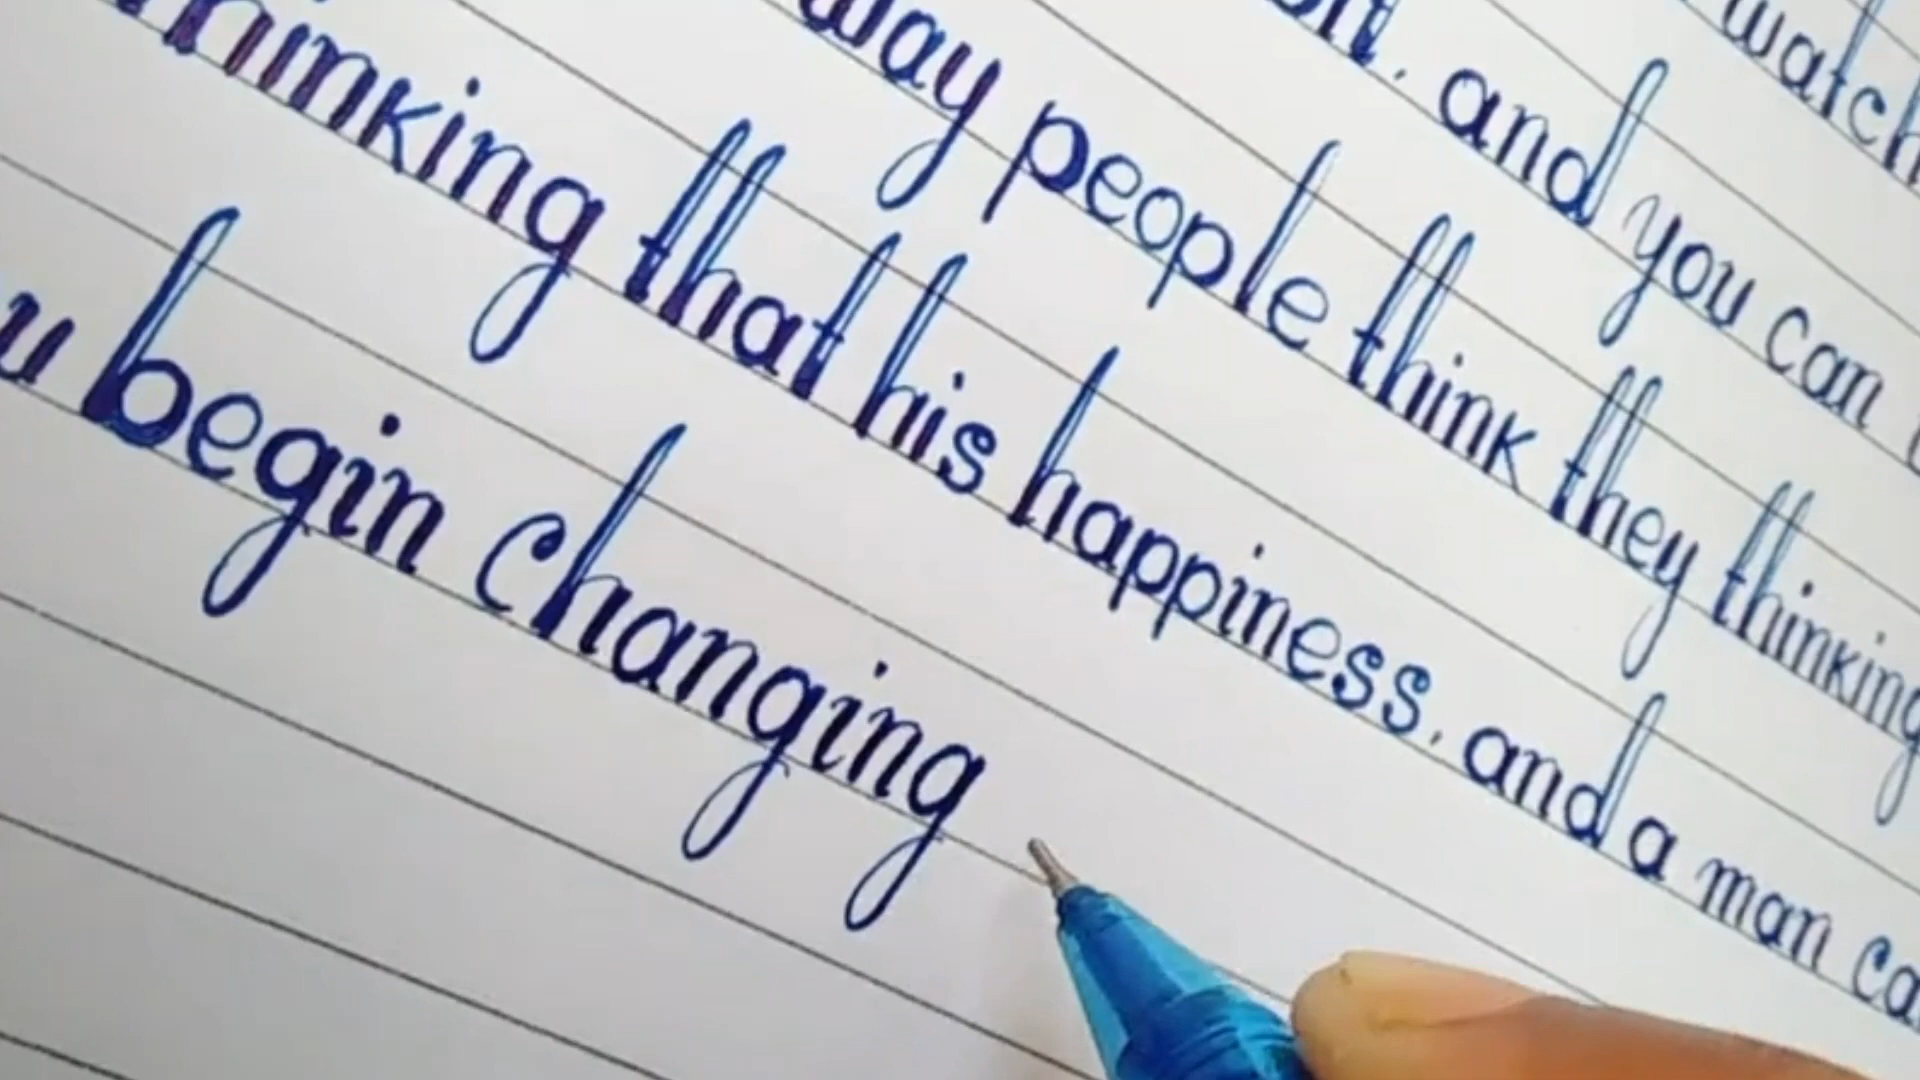 watch
and you can
way people think they thinking
thinking that his happiness, and a man ca
u begin changing